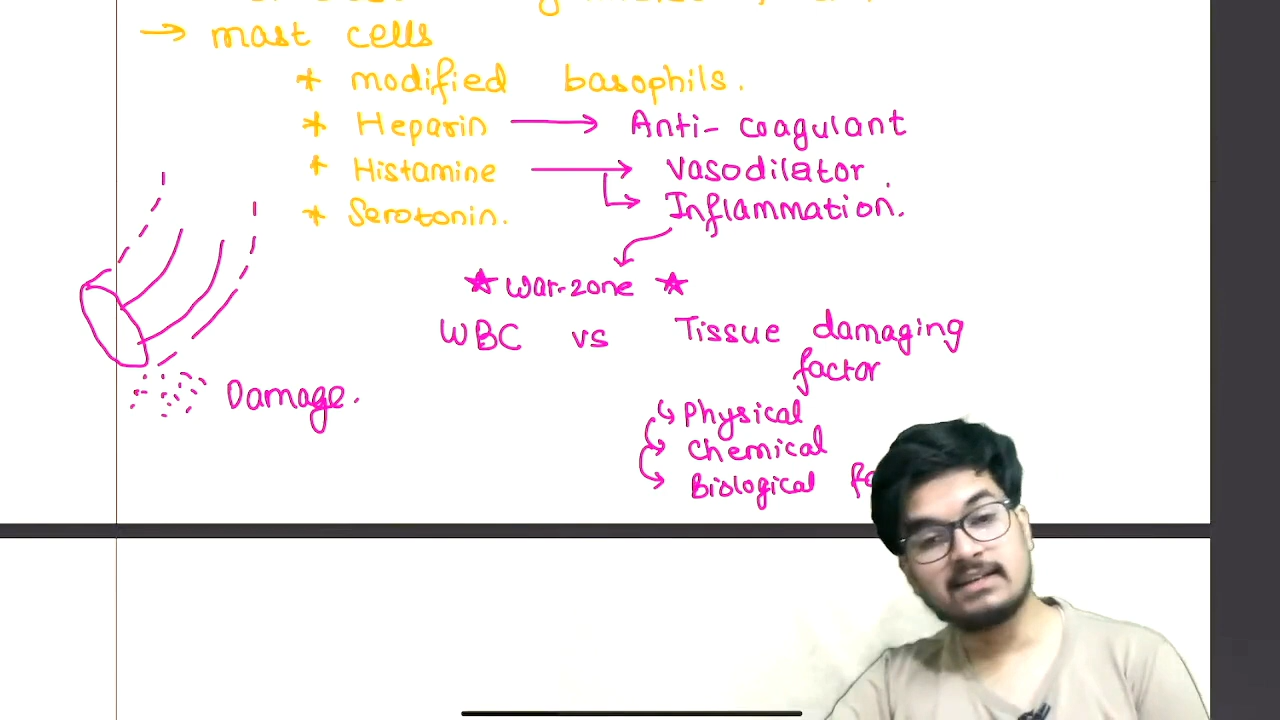 → mast cells
* modified basophils.
* Heparin → Anti-coagulant
* Histamine → Vasodilator
↳ Inflammation.
* Serotonin.
★ War-zone ★
WBC vs Tissue damaging
factor
↳ Physical
↳ Chemical
↳ Biological
Damage.